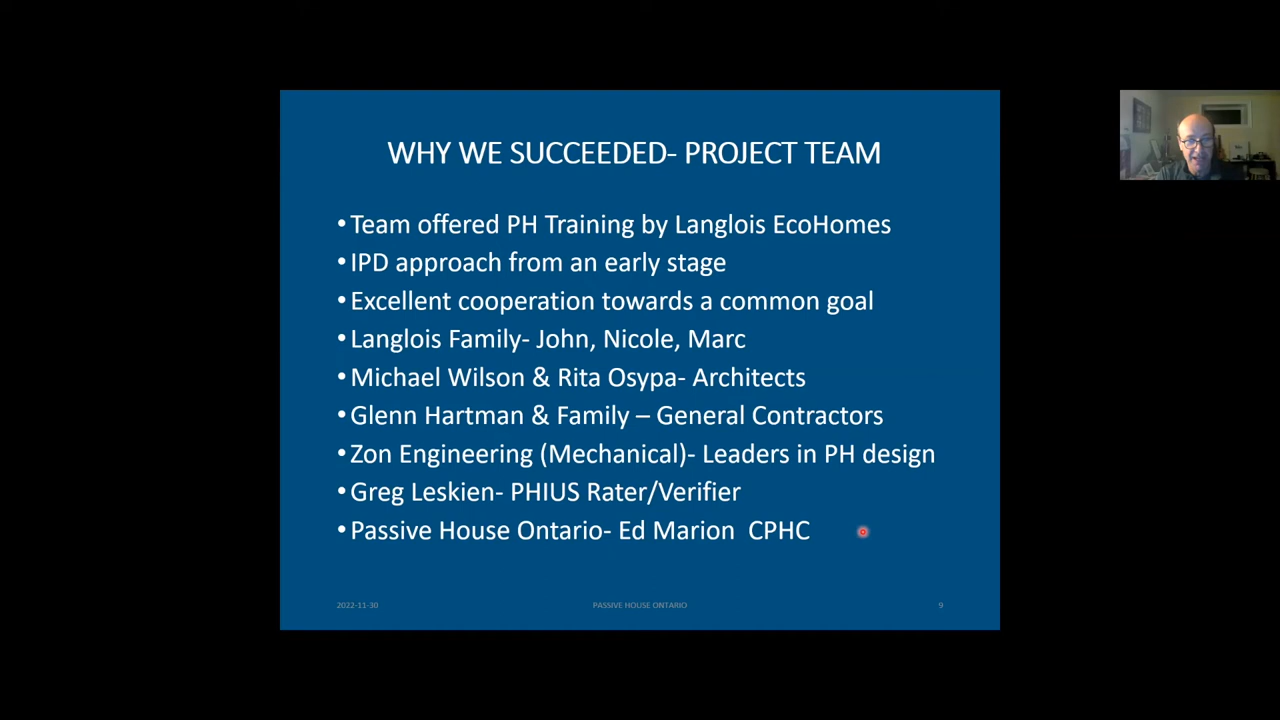 WHY WE SUCCEEDED- PROJECT TEAM
•Team offered PH Training by Langlois EcoHomes
•IPD approach from an early stage
•Excellent cooperation towards a common goal
•Langlois Family- John, Nicole, Marc
•Michael Wilson & Rita Osypa- Architects
•Glenn Hartman & Family – General Contractors
•Zon Engineering (Mechanical)- Leaders in PH design
•Greg Leskien- PHIUS Rater/Verifier
•Passive House Ontario- Ed Marion  CPHC
2022-11-30 PASSIVE HOUSE ONTARIO 9